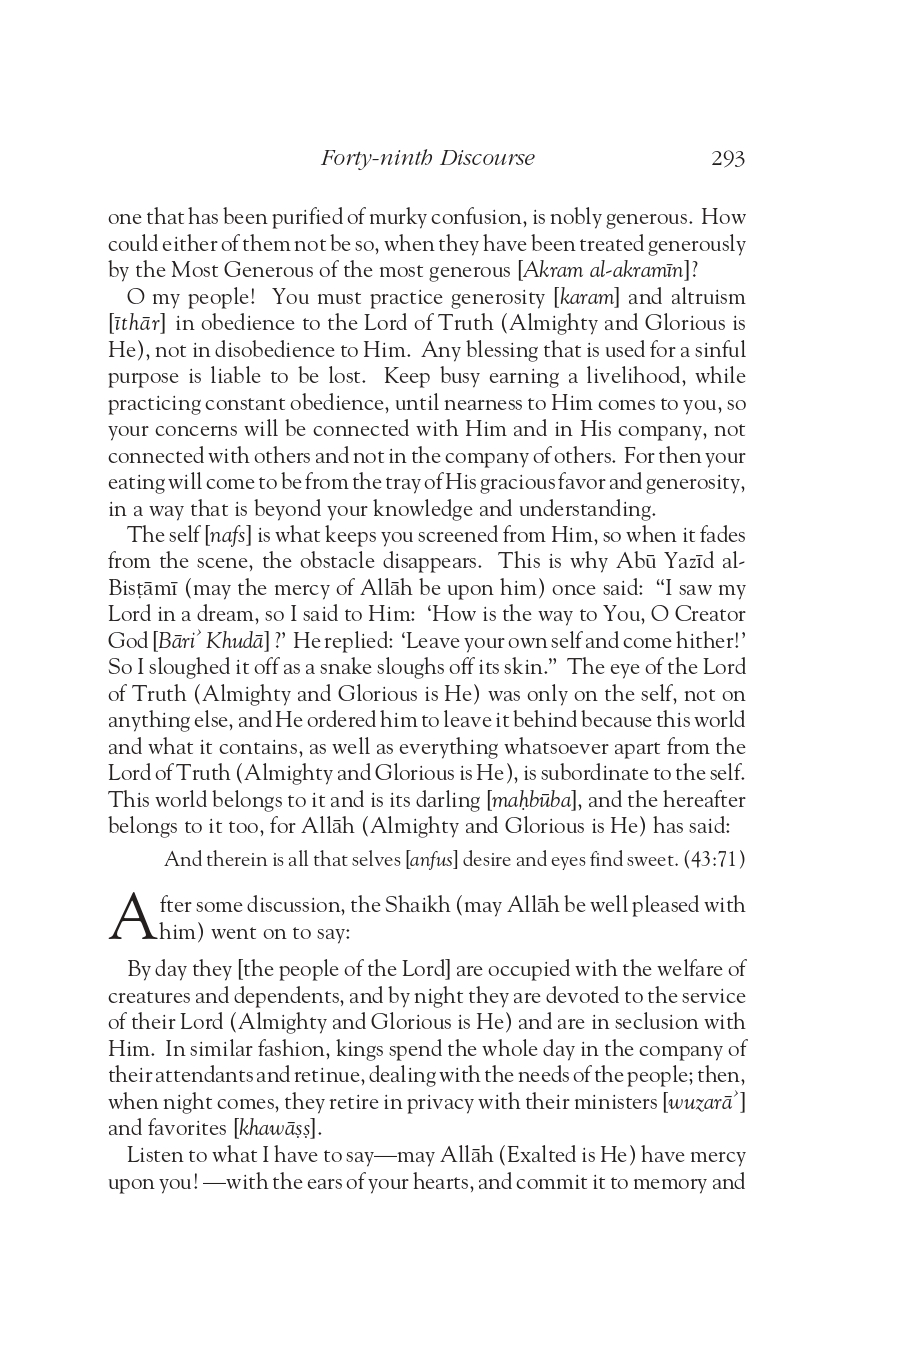 Forty-ninth Discourse 293
one that has been purified of murky confusion, is nobly generous. How
could either of them not be so, when they have been treated generously
by the Most Generous of the most generous [Akram al-akramīn]?
O my people! You must practice generosity [karam] and altruism
[īthār] in obedience to the Lord of Truth (Almighty and Glorious is
He), not in disobedience to Him. Any blessing that is used for a sinful
purpose is liable to be lost. Keep busy earning a livelihood, while
practicing constant obedience, until nearness to Him comes to you, so
your concerns will be connected with Him and in His company, not
connected with others and not in the company of others. For then your
eating will come to be from the tray of His gracious favor and generosity,
in a way that is beyond your knowledge and understanding.
The self [nafs] is what keeps you screened from Him, so when it fades
from the scene, the obstacle disappears. This is why Abū Yazīd al-
Bisṭāmī (may the mercy of Allāh be upon him) once said: “I saw my
Lord in a dream, so I said to Him: ‘How is the way to You, O Creator
God [Bāriʾ Khudā] ?’ He replied: ‘Leave your own self and come hither!’
So I sloughed it off as a snake sloughs off its skin.” The eye of the Lord
of Truth (Almighty and Glorious is He) was only on the self, not on
anything else, and He ordered him to leave it behind because this world
and what it contains, as well as everything whatsoever apart from the
Lord of Truth (Almighty and Glorious is He), is subordinate to the self.
This world belongs to it and is its darling [maḥbūba], and the hereafter
belongs to it too, for Allāh (Almighty and Glorious is He) has said:
And therein is all that selves [anfus] desire and eyes find sweet. (43:71)
After some discussion, the Shaikh (may Allāh be well pleased with
him) went on to say:
By day they [the people of the Lord] are occupied with the welfare of
creatures and dependents, and by night they are devoted to the service
of their Lord (Almighty and Glorious is He) and are in seclusion with
Him. In similar fashion, kings spend the whole day in the company of
their attendants and retinue, dealing with the needs of the people; then,
when night comes, they retire in privacy with their ministers [wuzarāʾ]
and favorites [khawāṣṣ].
Listen to what I have to say—may Allāh (Exalted is He) have mercy
upon you! —with the ears of your hearts, and commit it to memory and